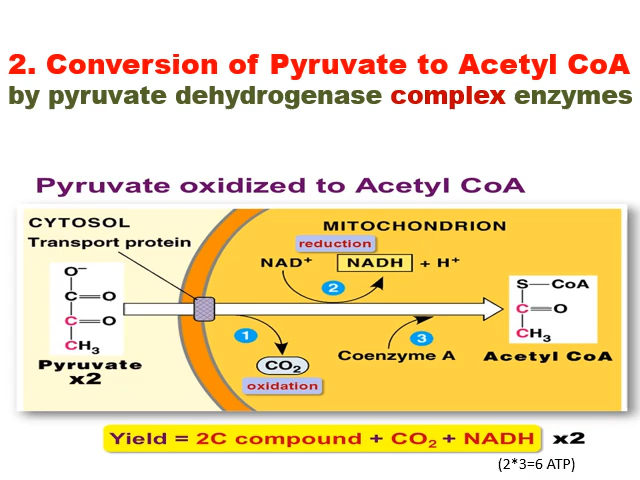 2. Conversion of Pyruvate to Acetyl CoA
by pyruvate dehydrogenase complex enzymes
Pyruvate oxidized to Acetyl CoA
CYTOSOL
Transport protein
MITOCHONDRION
reduction
NAD⁺ NADH + H⁺
O⁻
C=O
C=O
CH₃
Pyruvate
x2
2
1
CO₂
oxidation
3
Coenzyme A
S—CoA
C=O
CH₃
Acetyl CoA
Yield = 2C compound + CO₂ + NADH x2
(2*3=6 ATP)